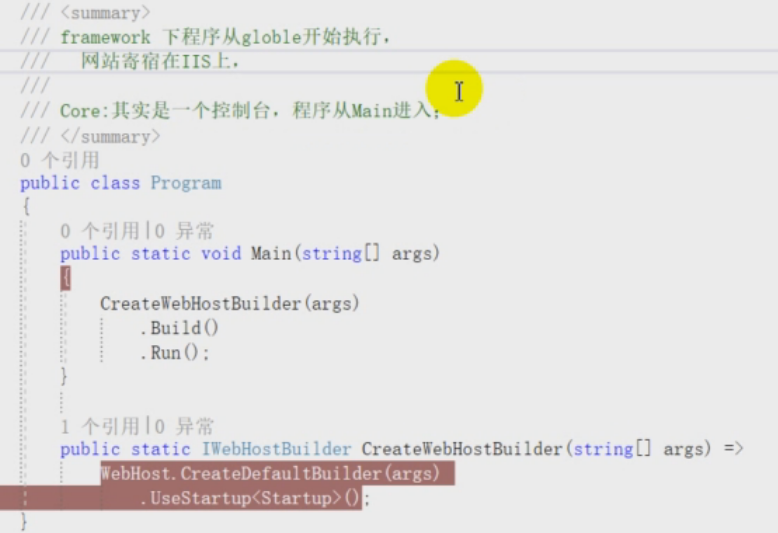 /// <summary>
/// framework 下程序从globle开始执行,
///   网站寄宿在IIS上,
///
/// Core:其实是一个控制台, 程序从Main进入;
/// </summary>
0 个引用
public class Program
{
0 个引用|0 异常
public static void Main(string[] args)
{
CreateWebHostBuilder(args)
.Build()
.Run();
}
1 个引用|0 异常
public static IWebHostBuilder CreateWebHostBuilder(string[] args) =>
WebHost.CreateDefaultBuilder(args)
.UseStartup<Startup>();
}